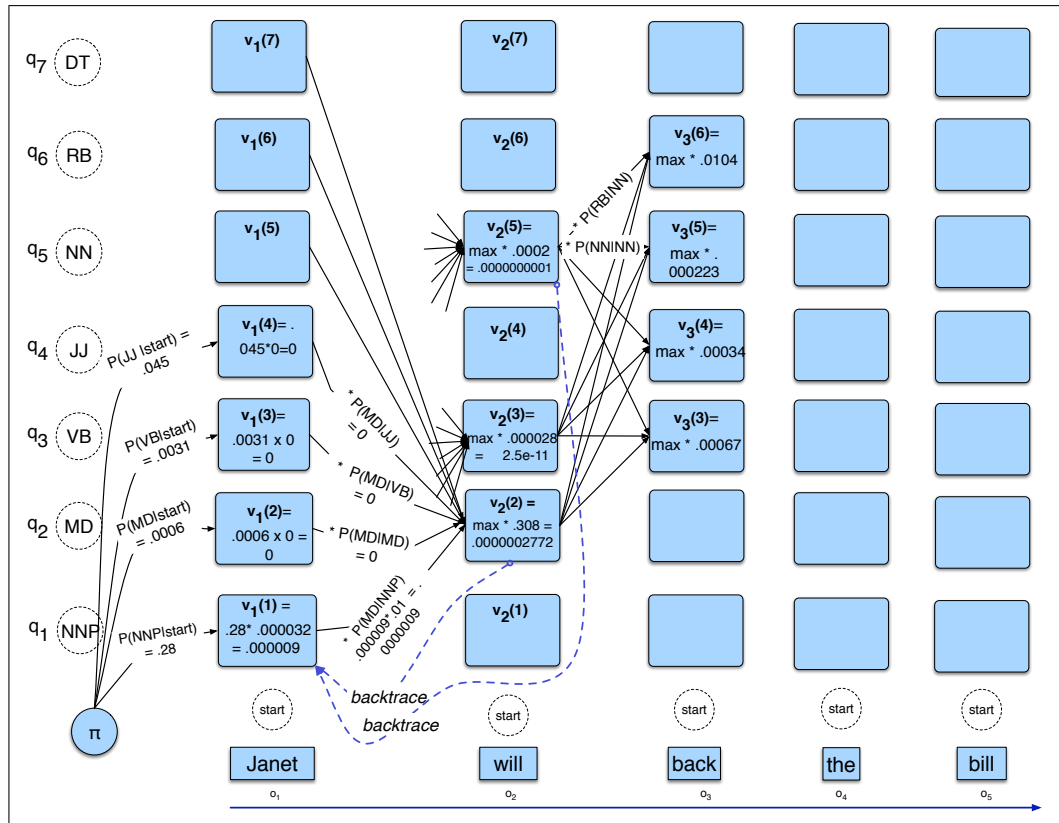 q7 DT
v1(7)
v2(7)
q6 RB
v1(6)
v2(6)
v3(6)=
max * .0104
* P(RB|NN)
q5 NN
v1(5)
v2(5)=
max * .0002
= .0000000001
* P(NN|NN)
v3(5)=
max * .
000223
q4 JJ
P(JJ |start) =
.045
v1(4)= .
045*0=0
v2(4)
v3(4)=
max * .00034
* P(MD|JJ)
= 0
q3 VB
P(VB|start)
= .0031
v1(3)=
.0031 x 0
= 0
* P(MD|VB)
= 0
v2(3)=
max * .000028
= 2.5e-11
v3(3)=
max * .00067
q2 MD
P(MD|start)
= .0006
v1(2)=
.0006 x 0 =
0
* P(MD|MD)
= 0
v2(2) =
max * .308 =
.0000002772
q1 NNP
P(NNP|start)
= .28
v1(1) =
.28* .000032
= .000009
* P(MD|NNP)
.000009*.01 = .
0000009
v2(1)
backtrace
backtrace
π
start
start
start
start
start
Janet
will
back
the
bill
o1
o2
o3
o4
o5